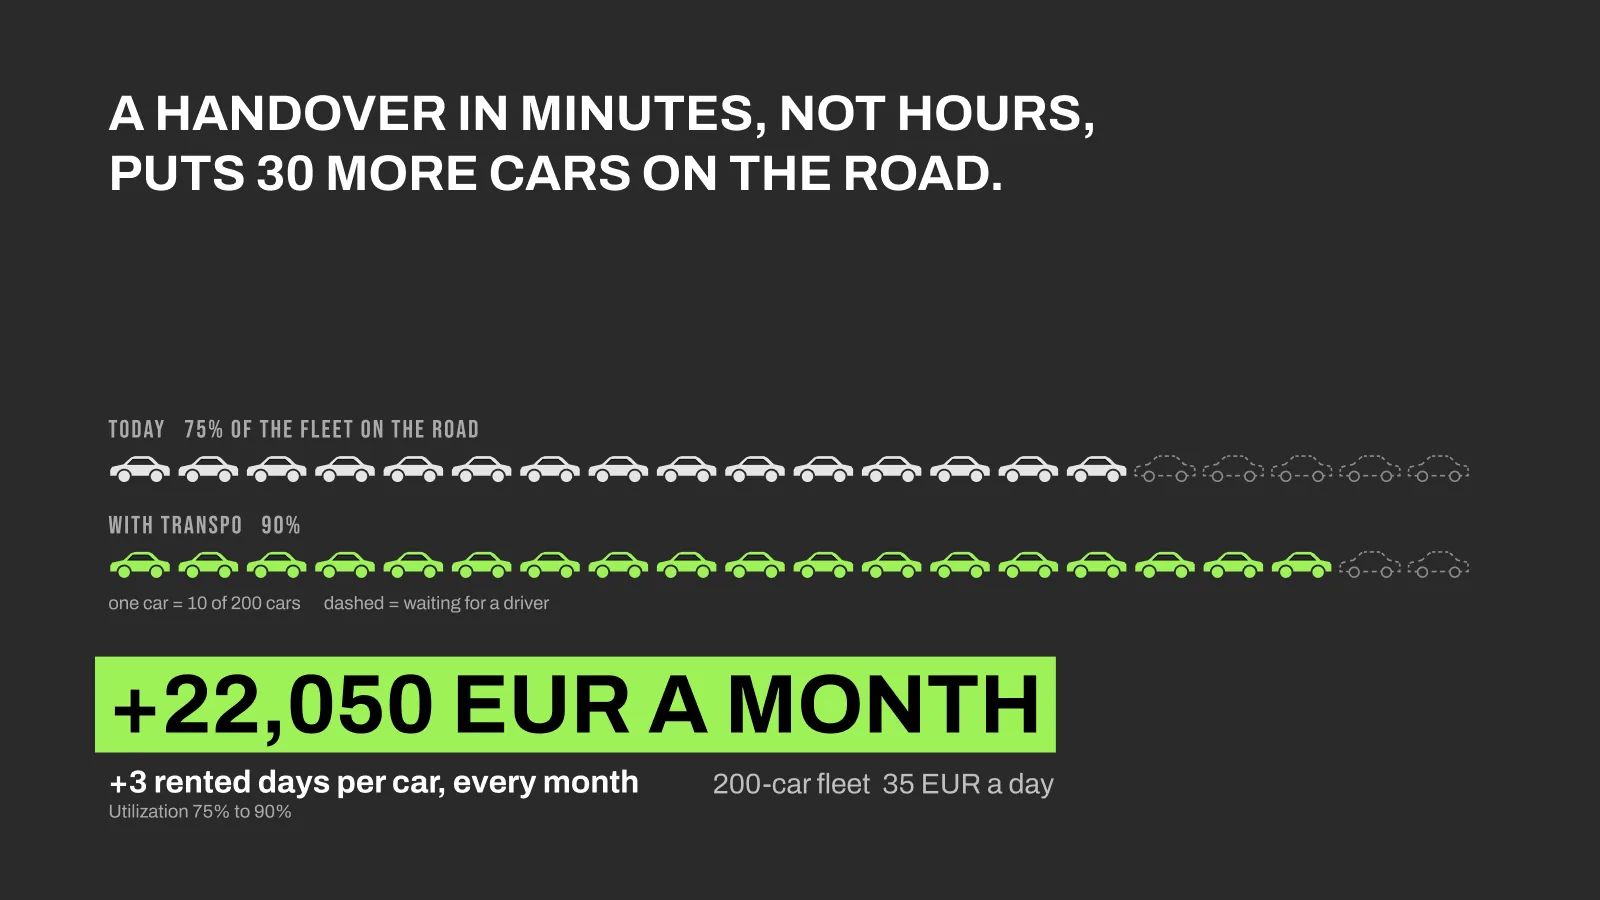 A HANDOVER IN MINUTES, NOT HOURS,
PUTS 30 MORE CARS ON THE ROAD.
TODAY 75% OF THE FLEET ON THE ROAD
WITH TRANSPO 90%
one car = 10 of 200 cars dashed = waiting for a driver
+22,050 EUR A MONTH
+3 rented days per car, every month 200-car fleet 35 EUR a day
Utilization 75% to 90%